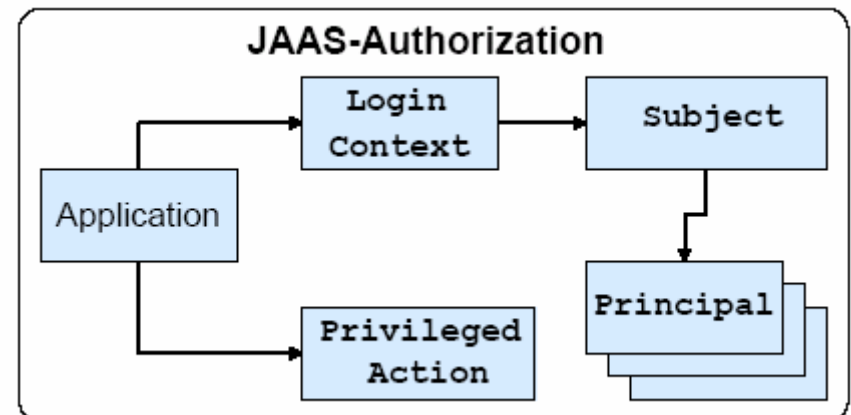 JAAS-Authorization
Login
Context
Subject
Application
Privileged
Action
Principal